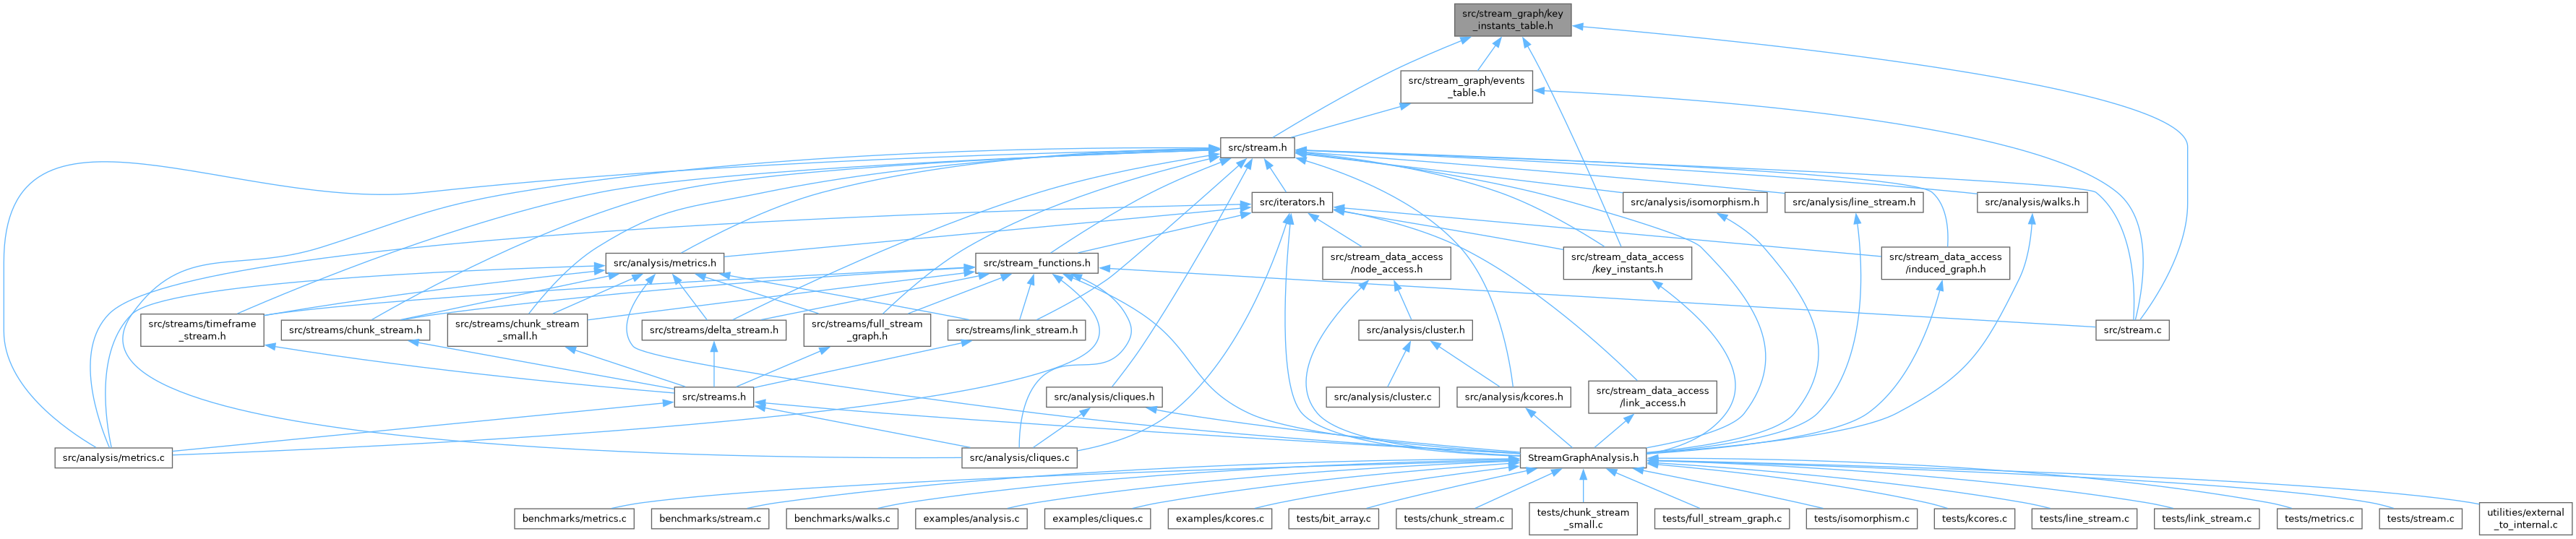 src/stream_graph/key
_instants_table.h
src/stream_graph/events
_table.h
src/stream.h
src/iterators.h
src/analysis/isomorphism.h
src/analysis/line_stream.h
src/analysis/walks.h
src/analysis/metrics.h
src/stream_functions.h
src/stream_data_access
/node_access.h
src/stream_data_access
/key_instants.h
src/stream_data_access
/induced_graph.h
src/streams/timeframe
_stream.h
src/streams/chunk_stream.h
src/streams/chunk_stream
_small.h
src/streams/delta_stream.h
src/streams/full_stream
_graph.h
src/streams/link_stream.h
src/analysis/cluster.h
src/stream.c
src/streams.h
src/analysis/cliques.h
src/analysis/cluster.c
src/analysis/kcores.h
src/stream_data_access
/link_access.h
src/analysis/metrics.c
src/analysis/cliques.c
StreamGraphAnalysis.h
benchmarks/metrics.c
benchmarks/stream.c
benchmarks/walks.c
examples/analysis.c
examples/cliques.c
examples/kcores.c
tests/bit_array.c
tests/chunk_stream.c
tests/chunk_stream
_small.c
tests/full_stream_graph.c
tests/isomorphism.c
tests/kcores.c
tests/line_stream.c
tests/link_stream.c
tests/metrics.c
tests/stream.c
utilities/external
_to_internal.c